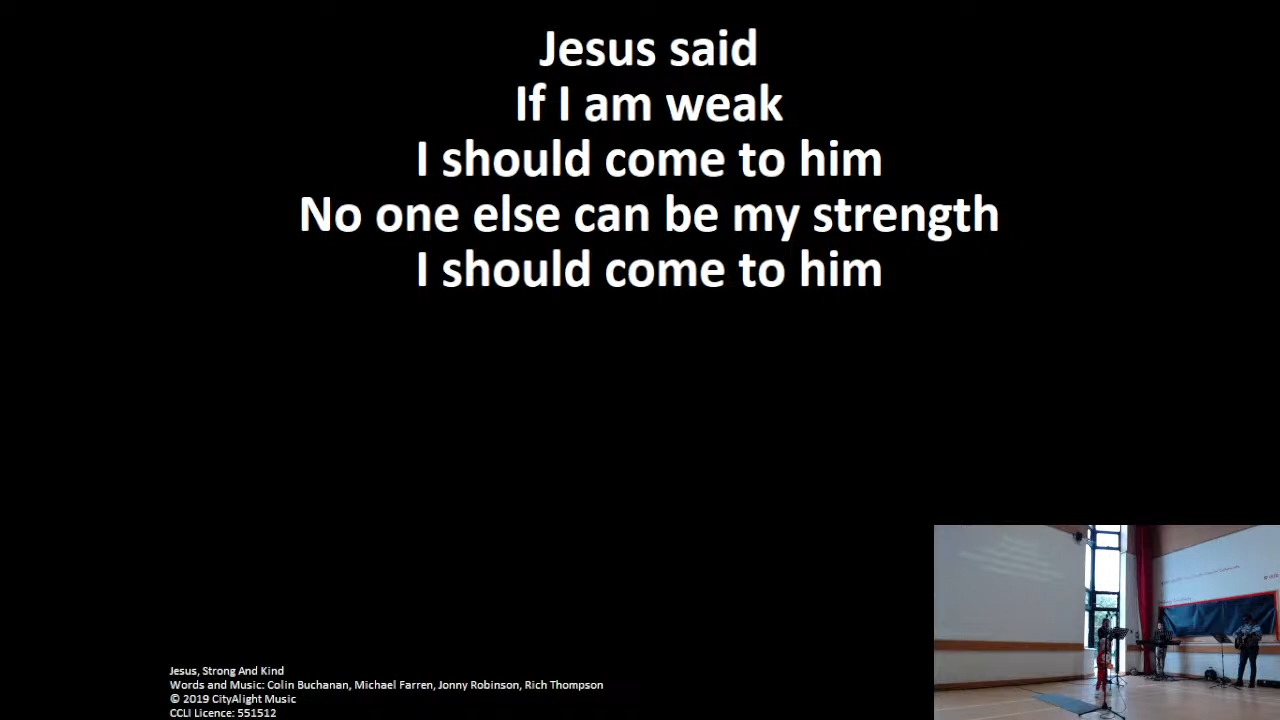 Jesus said
If I am weak
I should come to him
No one else can be my strength
I should come to him
Jesus, Strong And Kind
Words and Music: Colin Buchanan, Michael Farren, Jonny Robinson, Rich Thompson
© 2019 CityAlight Music
CCLI Licence: 551512